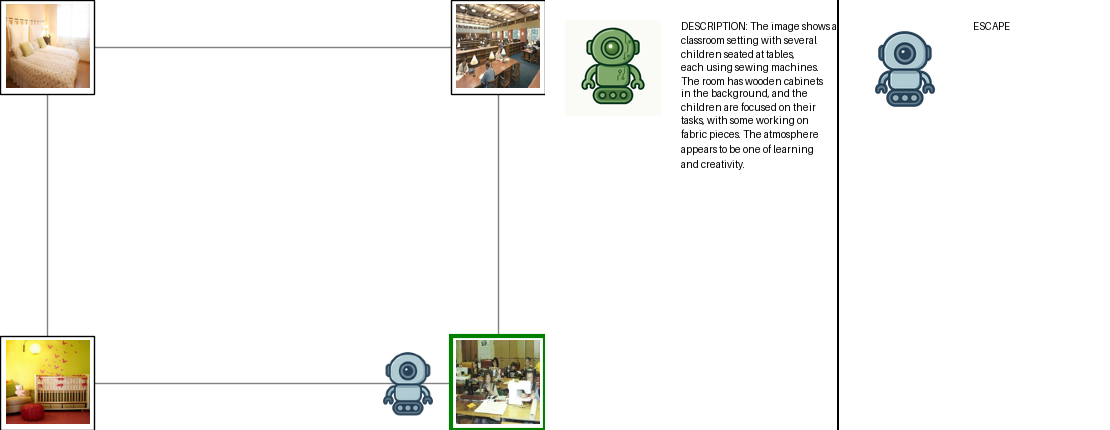 DESCRIPTION: The image shows a
classroom setting with several
children seated at tables,
each using sewing machines.
The room has wooden cabinets
in the background, and the
children are focused on their
tasks, with some working on
fabric pieces. The atmosphere
appears to be one of learning
and creativity.
ESCAPE